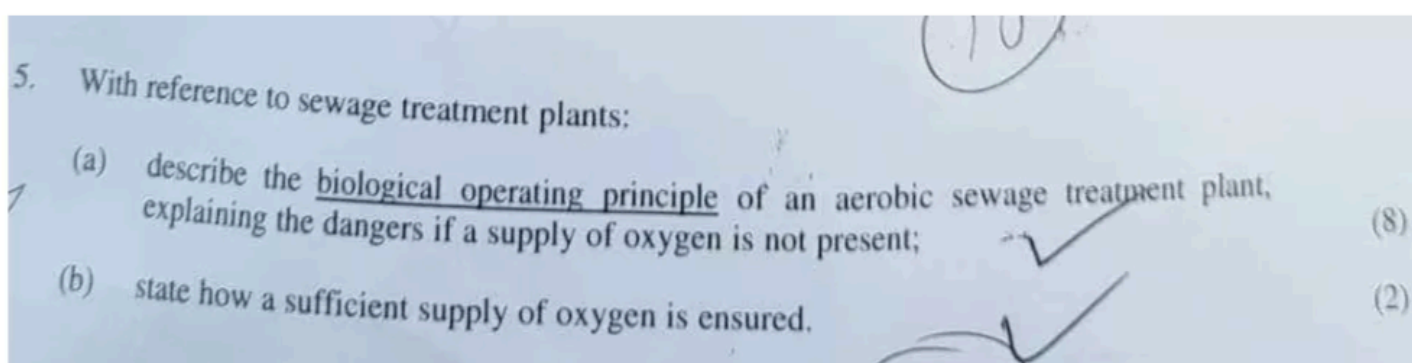 10
5. With reference to sewage treatment plants:
(a) describe the biological operating principle of an aerobic sewage treatment plant,
explaining the dangers if a supply of oxygen is not present; (8)
(b) state how a sufficient supply of oxygen is ensured. (2)